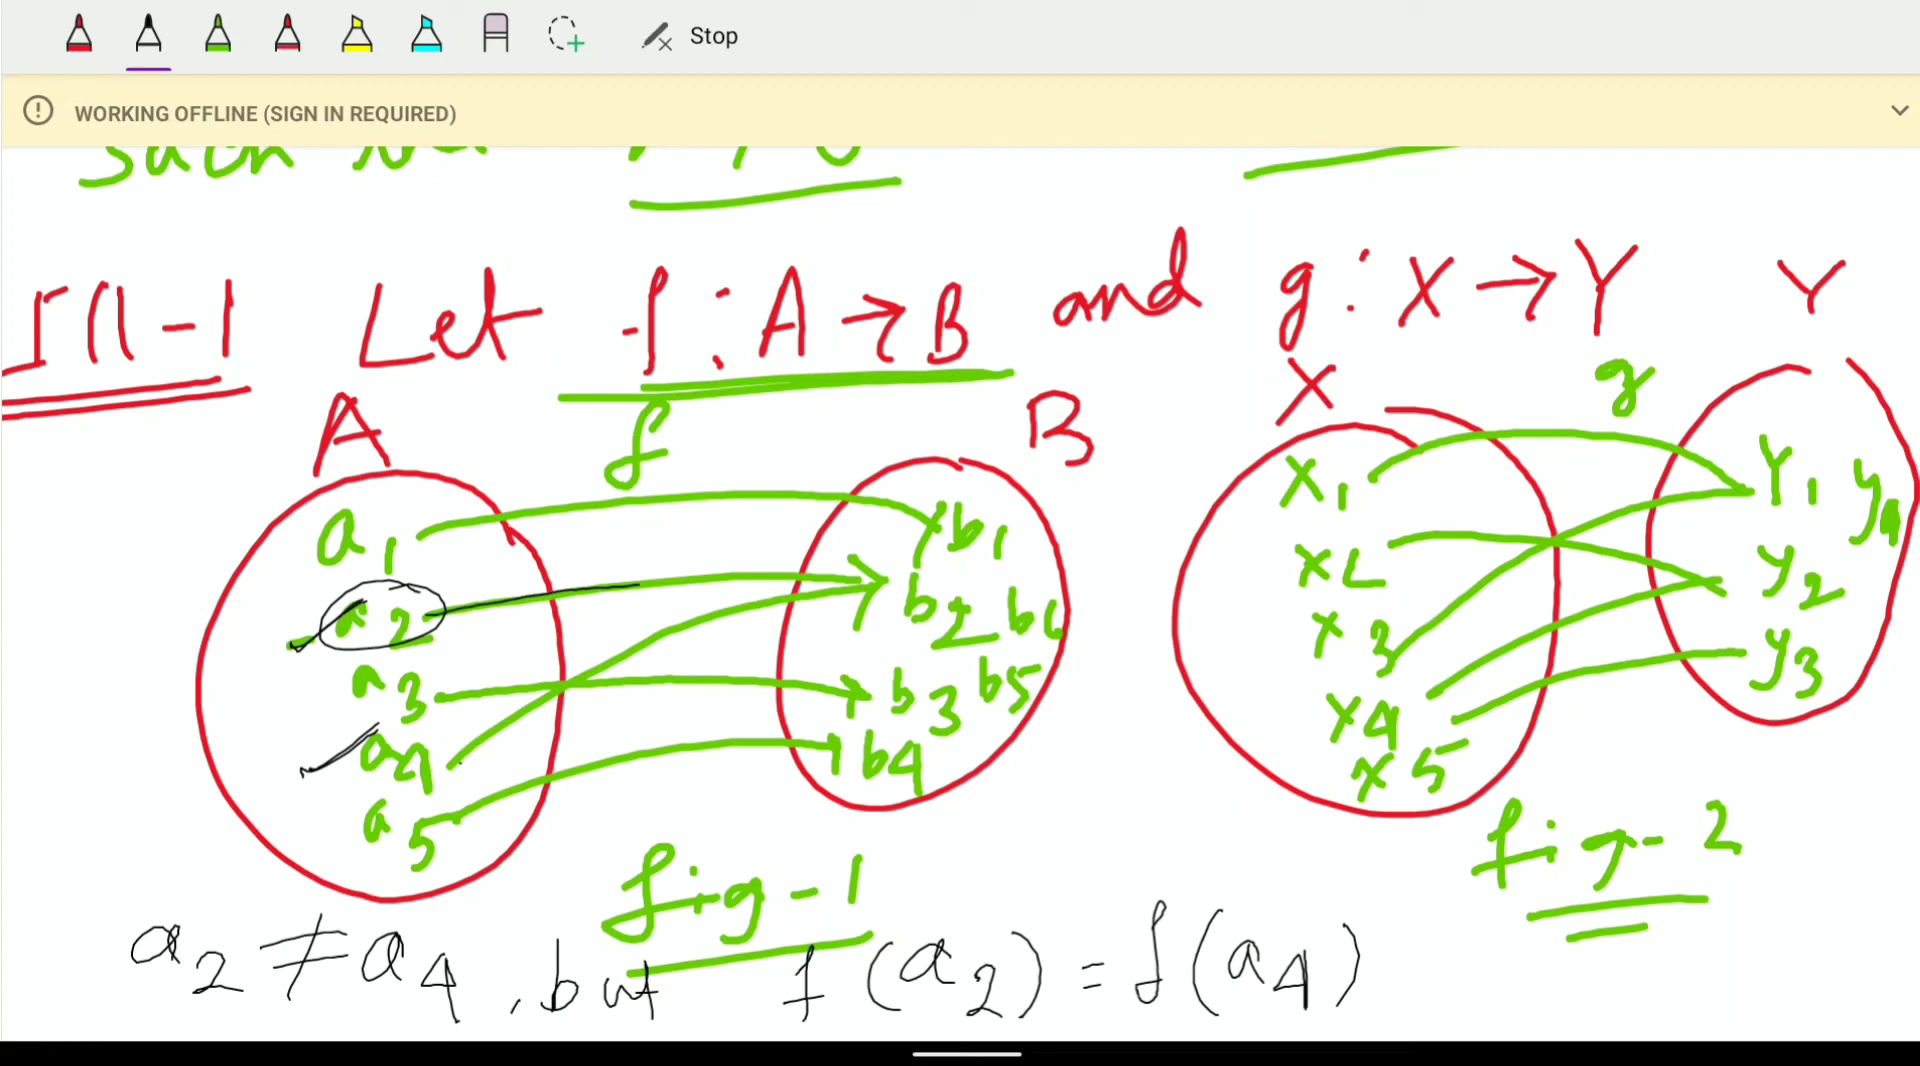 Stop
WORKING OFFLINE (SIGN IN REQUIRED)
Ill-1 Let f : A → B and g : X → Y Y
A f B X g
a1 b1 x1 Y1 y4
a2 b2 b6 x2 y2
a3 b3 b5 x3 y3
a4 b4 x4
a5 x5
fig-1 fig-2
a2 ≠ a4 , but f(a2) = f(a4)